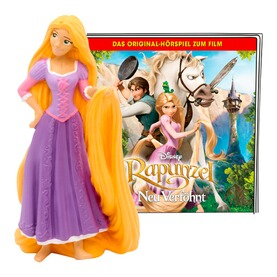 DAS ORIGINAL-HÖRSPIEL ZUM FILM
Disney
Rapunzel
Neu Verföhnt